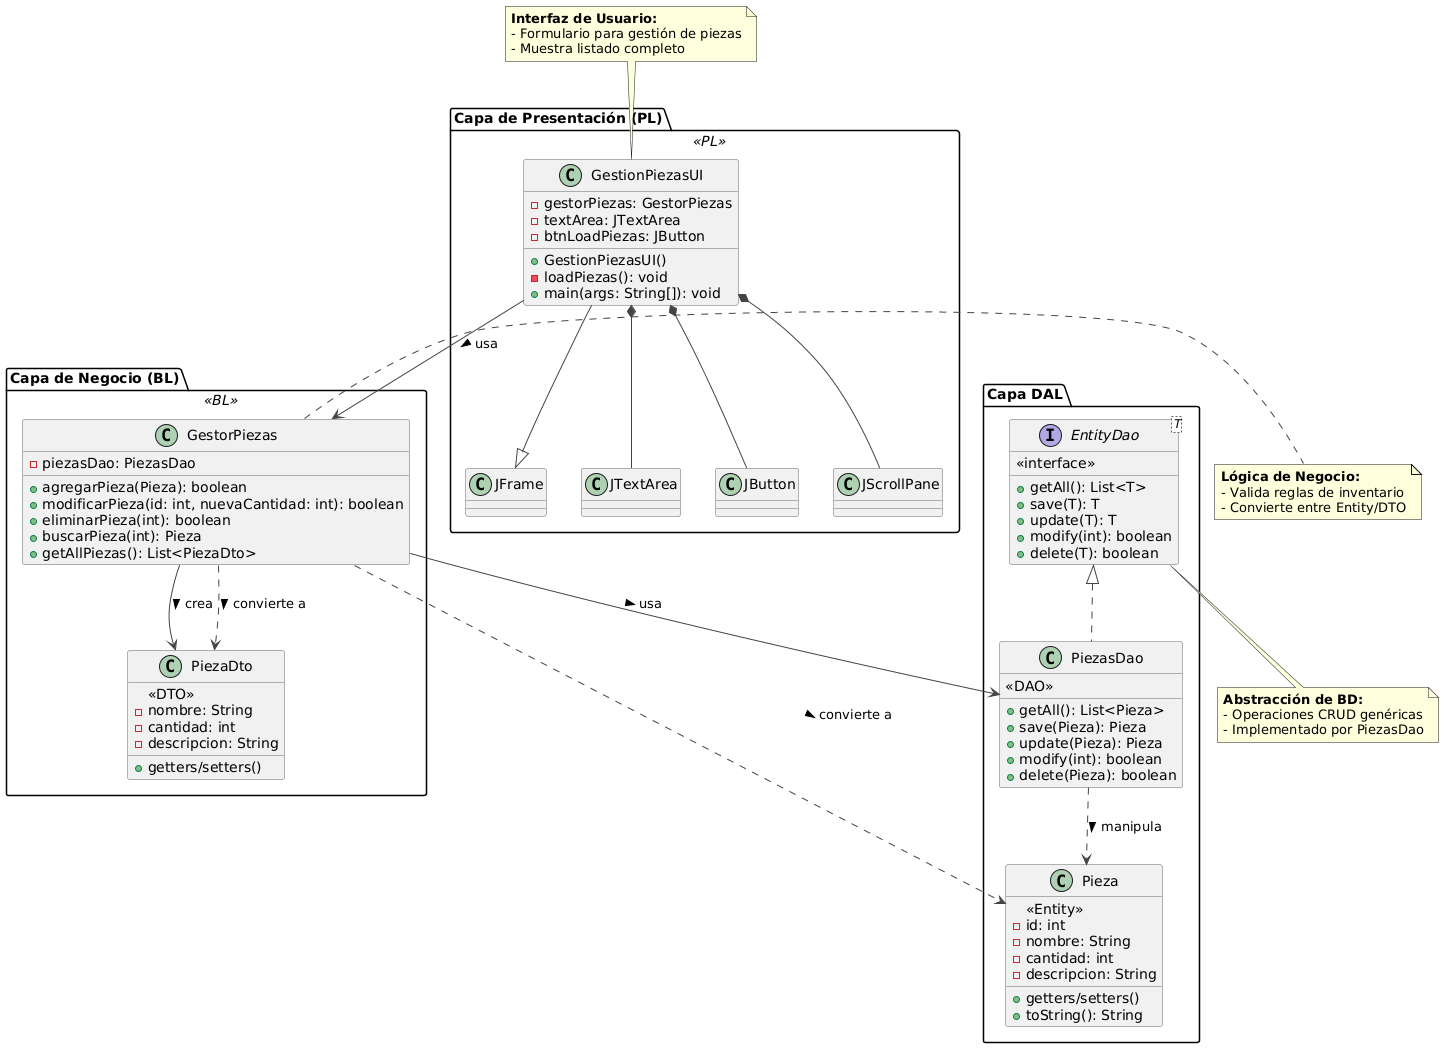 Interfaz de Usuario:
- Formulario para gestión de piezas
- Muestra listado completo
Capa de Presentación (PL)
«PL»
C GestionPiezasUI
gestorPiezas: GestorPiezas
textArea: JTextArea
btnLoadPiezas: JButton
GestionPiezasUI()
loadPiezas(): void
main(args: String[]): void
usa
C JFrame
C JTextArea
C JButton
C JScrollPane
Capa de Negocio (BL)
«BL»
C GestorPiezas
piezasDao: PiezasDao
agregarPieza(Pieza): boolean
modificarPieza(id: int, nuevaCantidad: int): boolean
eliminarPieza(int): boolean
buscarPieza(int): Pieza
getAllPiezas(): List<PiezaDto>
crea
convierte a
usa
convierte a
C PiezaDto
«DTO»
nombre: String
cantidad: int
descripcion: String
getters/setters()
Capa DAL
I EntityDao
T
«interface»
getAll(): List<T>
save(T): T
update(T): T
modify(int): boolean
delete(T): boolean
C PiezasDao
«DAO»
getAll(): List<Pieza>
save(Pieza): Pieza
update(Pieza): Pieza
modify(int): boolean
delete(Pieza): boolean
manipula
C Pieza
«Entity»
id: int
nombre: String
cantidad: int
descripcion: String
getters/setters()
toString(): String
Lógica de Negocio:
- Valida reglas de inventario
- Convierte entre Entity/DTO
Abstracción de BD:
- Operaciones CRUD genéricas
- Implementado por PiezasDao